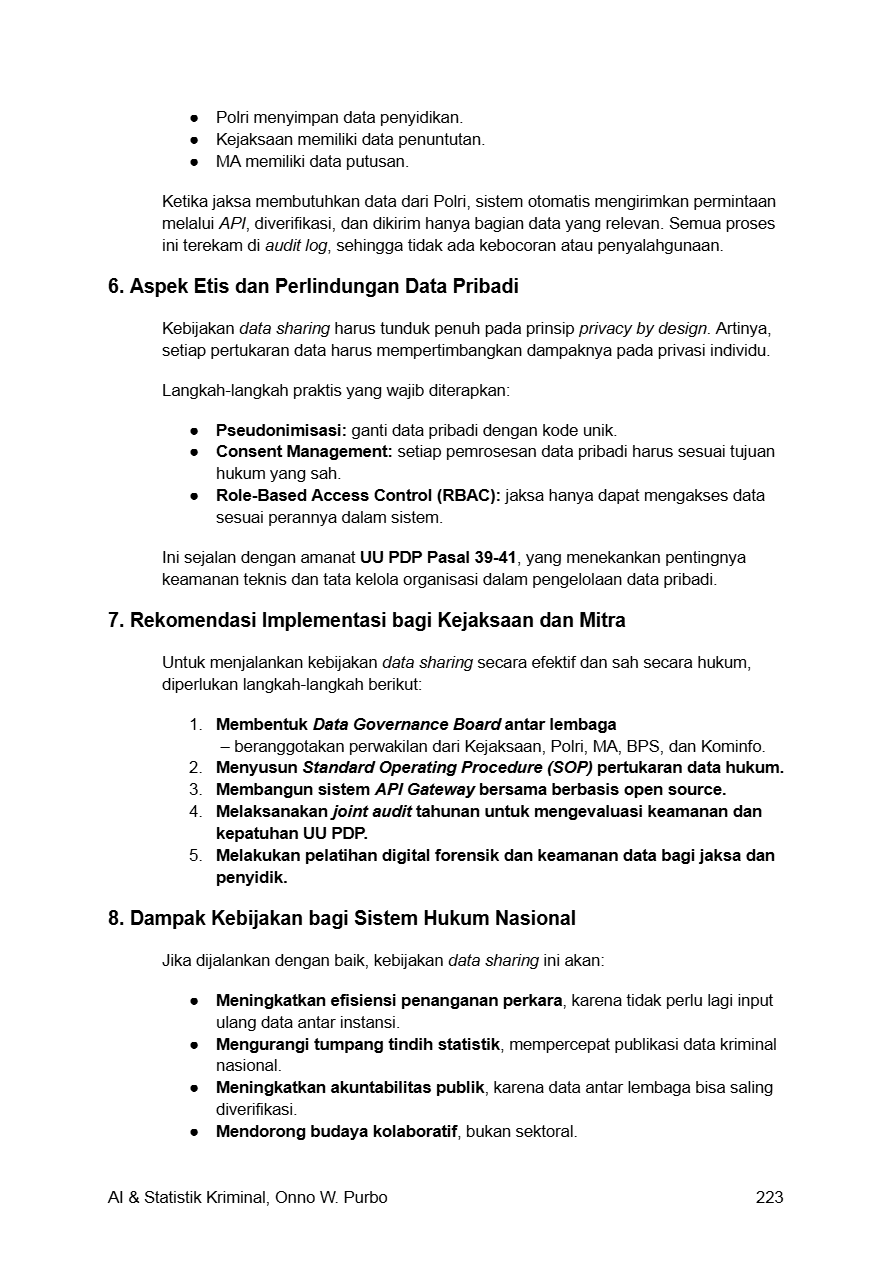 ● Polri menyimpan data penyidikan.
● Kejaksaan memiliki data penuntutan.
● MA memiliki data putusan.
Ketika jaksa membutuhkan data dari Polri, sistem otomatis mengirimkan permintaan
melalui API, diverifikasi, dan dikirim hanya bagian data yang relevan. Semua proses
ini terekam di audit log, sehingga tidak ada kebocoran atau penyalahgunaan.
6. Aspek Etis dan Perlindungan Data Pribadi
Kebijakan data sharing harus tunduk penuh pada prinsip privacy by design. Artinya,
setiap pertukaran data harus mempertimbangkan dampaknya pada privasi individu.
Langkah-langkah praktis yang wajib diterapkan:
● Pseudonimisasi: ganti data pribadi dengan kode unik.
● Consent Management: setiap pemrosesan data pribadi harus sesuai tujuan
hukum yang sah.
● Role-Based Access Control (RBAC): jaksa hanya dapat mengakses data
sesuai perannya dalam sistem.
Ini sejalan dengan amanat UU PDP Pasal 39-41, yang menekankan pentingnya
keamanan teknis dan tata kelola organisasi dalam pengelolaan data pribadi.
7. Rekomendasi Implementasi bagi Kejaksaan dan Mitra
Untuk menjalankan kebijakan data sharing secara efektif dan sah secara hukum,
diperlukan langkah-langkah berikut:
1. Membentuk Data Governance Board antar lembaga
– beranggotakan perwakilan dari Kejaksaan, Polri, MA, BPS, dan Kominfo.
2. Menyusun Standard Operating Procedure (SOP) pertukaran data hukum.
3. Membangun sistem API Gateway bersama berbasis open source.
4. Melaksanakan joint audit tahunan untuk mengevaluasi keamanan dan
kepatuhan UU PDP.
5. Melakukan pelatihan digital forensik dan keamanan data bagi jaksa dan
penyidik.
8. Dampak Kebijakan bagi Sistem Hukum Nasional
Jika dijalankan dengan baik, kebijakan data sharing ini akan:
● Meningkatkan efisiensi penanganan perkara, karena tidak perlu lagi input
ulang data antar instansi.
● Mengurangi tumpang tindih statistik, mempercepat publikasi data kriminal
nasional.
● Meningkatkan akuntabilitas publik, karena data antar lembaga bisa saling
diverifikasi.
● Mendorong budaya kolaboratif, bukan sektoral.
AI & Statistik Kriminal, Onno W. Purbo 223